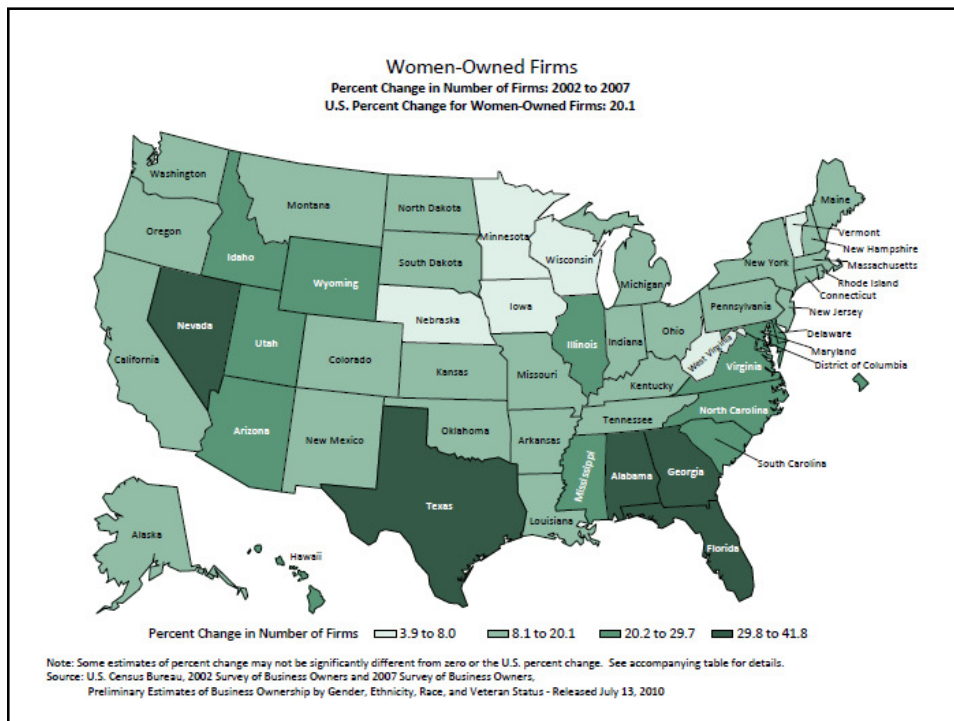 Women-Owned Firms
Percent Change in Number of Firms: 2002 to 2007
U.S. Percent Change for Women-Owned Firms: 20.1
Washington
Montana
North Dakota
Minnesota
Maine
Oregon
Idaho
Wyoming
South Dakota
Wisconsin
Michigan
New York
Vermont
New Hampshire
Massachusetts
Rhode Island
Connecticut
New Jersey
Nevada
Utah
Nebraska
Iowa
Pennsylvania
Delaware
Maryland
District of Columbia
California
Colorado
Kansas
Missouri
Illinois
Indiana
Ohio
West Virginia
Virginia
Kentucky
Arizona
New Mexico
Oklahoma
Arkansas
Tennessee
North Carolina
South Carolina
Texas
Louisiana
Mississippi
Alabama
Georgia
Florida
Alaska
Hawaii
Percent Change in Number of Firms 3.9 to 8.0 8.1 to 20.1 20.2 to 29.7 29.8 to 41.8
Note: Some estimates of percent change may not be significantly different from zero or the U.S. percent change. See accompanying table for details.
Source: U.S. Census Bureau, 2002 Survey of Business Owners and 2007 Survey of Business Owners,
Preliminary Estimates of Business Ownership by Gender, Ethnicity, Race, and Veteran Status - Released July 13, 2010